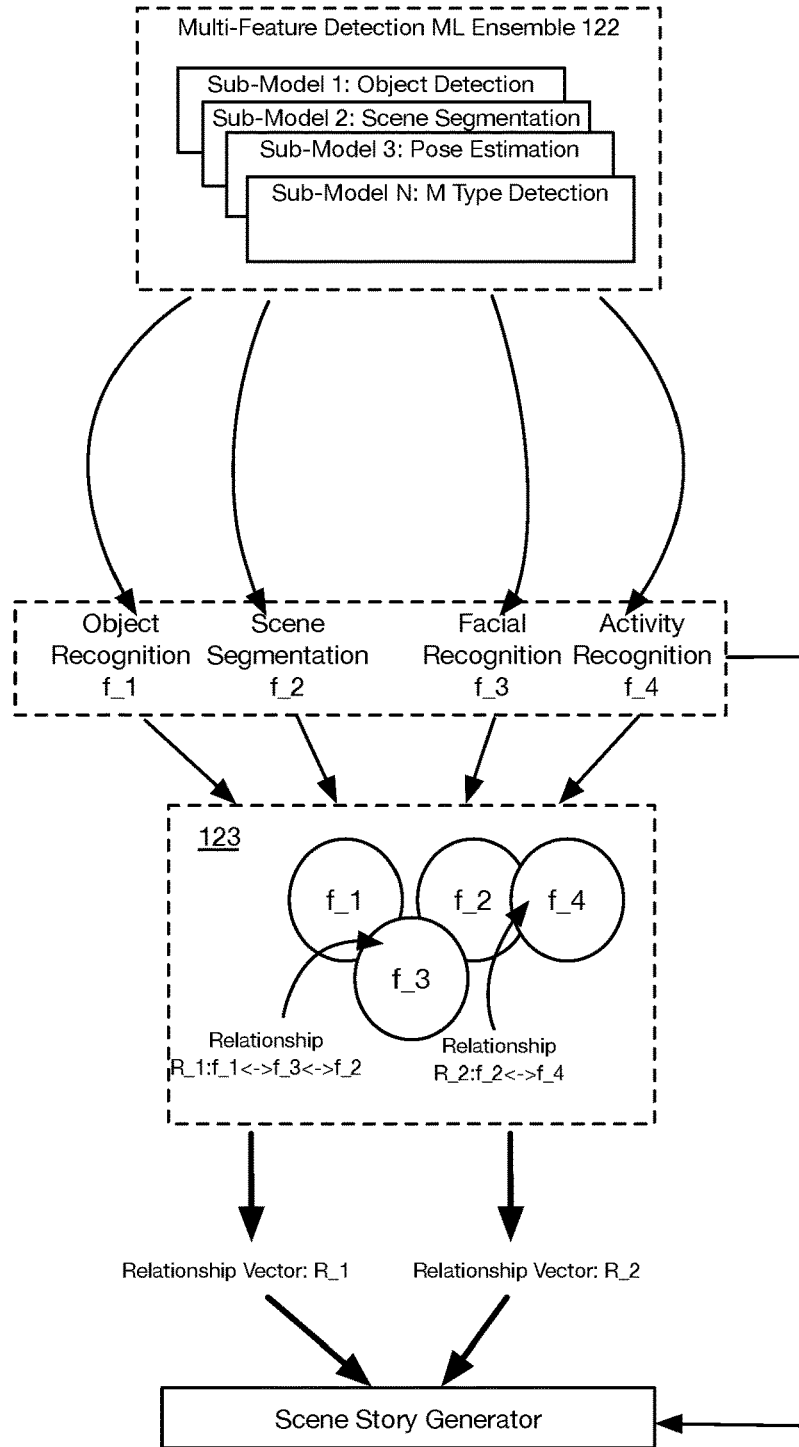 Multi-Feature Detection ML Ensemble 122
Sub-Model 1: Object Detection
Sub-Model 2: Scene Segmentation
Sub-Model 3: Pose Estimation
Sub-Model N: M Type Detection
Object
Recognition
f_1
Scene
Segmentation
f_2
Facial
Recognition
f_3
Activity
Recognition
f_4
123
f_1
f_2
f_4
f_3
Relationship
R_1:f_1<->f_3<->f_2
Relationship
R_2:f_2<->f_4
Relationship Vector: R_1
Relationship Vector: R_2
Scene Story Generator